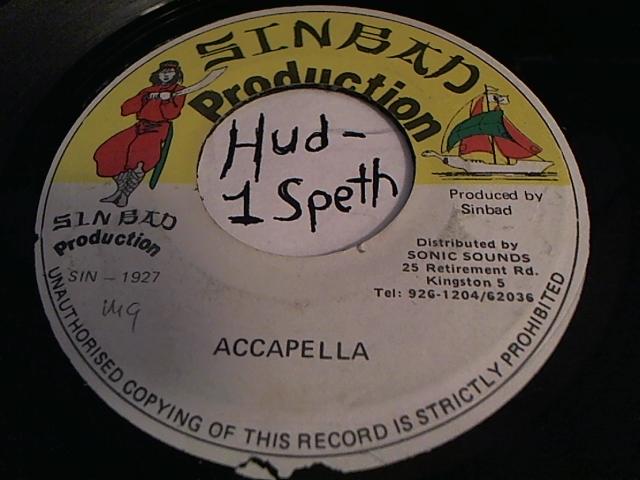 SINBAD
Production
Hud-
1 Speth
SINBAD
Production
SIN - 1927
Produced by
Sinbad
Distributed by
SONIC SOUNDS
25 Retirement Rd.
Kingston 5
Tel: 926-1204/62036
ACCAPELLA
UNAUTHORISED COPYING OF THIS RECORD IS STRICTLY PROHIBITED